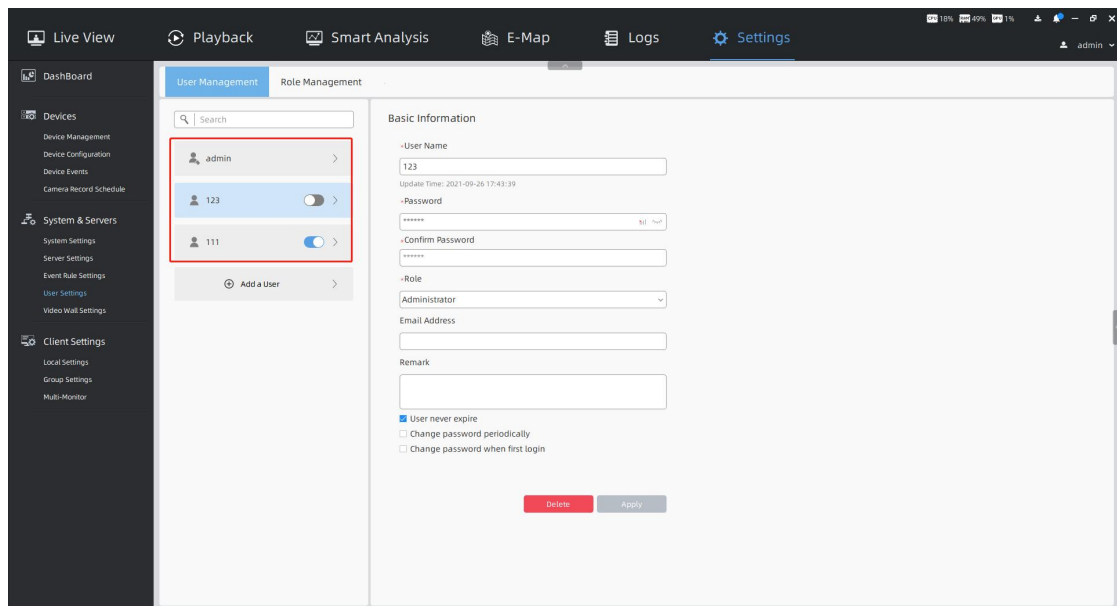 CPU 18% RAM 49% GPU 1%
Live View Playback Smart Analysis E-Map Logs Settings
admin
DashBoard
Devices
Device Management
Device Configuration
Device Events
Camera Record Schedule
System & Servers
System Settings
Server Settings
Event Rule Settings
User Settings
Video Wall Settings
Client Settings
Local Settings
Group Settings
Multi-Monitor
User Management Role Management
Search
admin
123
111
Add a User
Basic Information
*User Name
123
Update Time: 2021-09-26 17:43:39
*Password
******
*Confirm Password
******
*Role
Administrator
Email Address
Remark
User never expire
Change password periodically
Change password when first login
Delete Apply